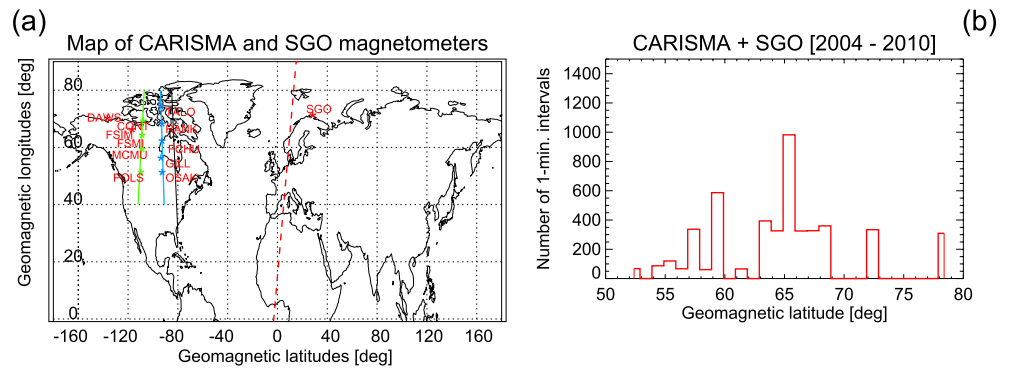 (a)
Map of CARISMA and SGO magnetometers
Geomagnetic longitudes [deg]
80
60
40
20
0
DAWS
FSIM
FSMI
MCMU
POLS
TALO
RANK
FCHU
GILL
OSAK
SGO
-160 -120 -80 -40 0 40 80 120 160
Geomagnetic latitudes [deg]
(b)
CARISMA + SGO [2004 - 2010]
Number of 1-min. intervals
1400
1200
1000
800
600
400
200
0
50 55 60 65 70 75 80
Geomagnetic latitude [deg]